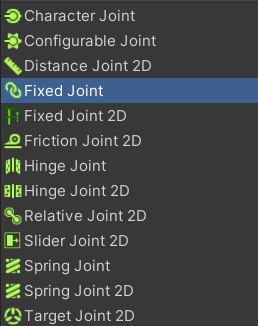 Character Joint
Configurable Joint
Distance Joint 2D
Fixed Joint
Fixed Joint 2D
Friction Joint 2D
Hinge Joint
Hinge Joint 2D
Relative Joint 2D
Slider Joint 2D
Spring Joint
Spring Joint 2D
Target Joint 2D